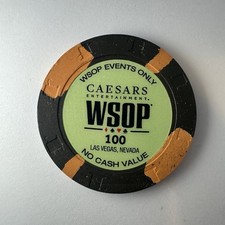 WSOP EVENTS ONLY
CAESARS
ENTERTAINMENT
WSOP
100
LAS VEGAS, NEVADA
NO CASH VALUE